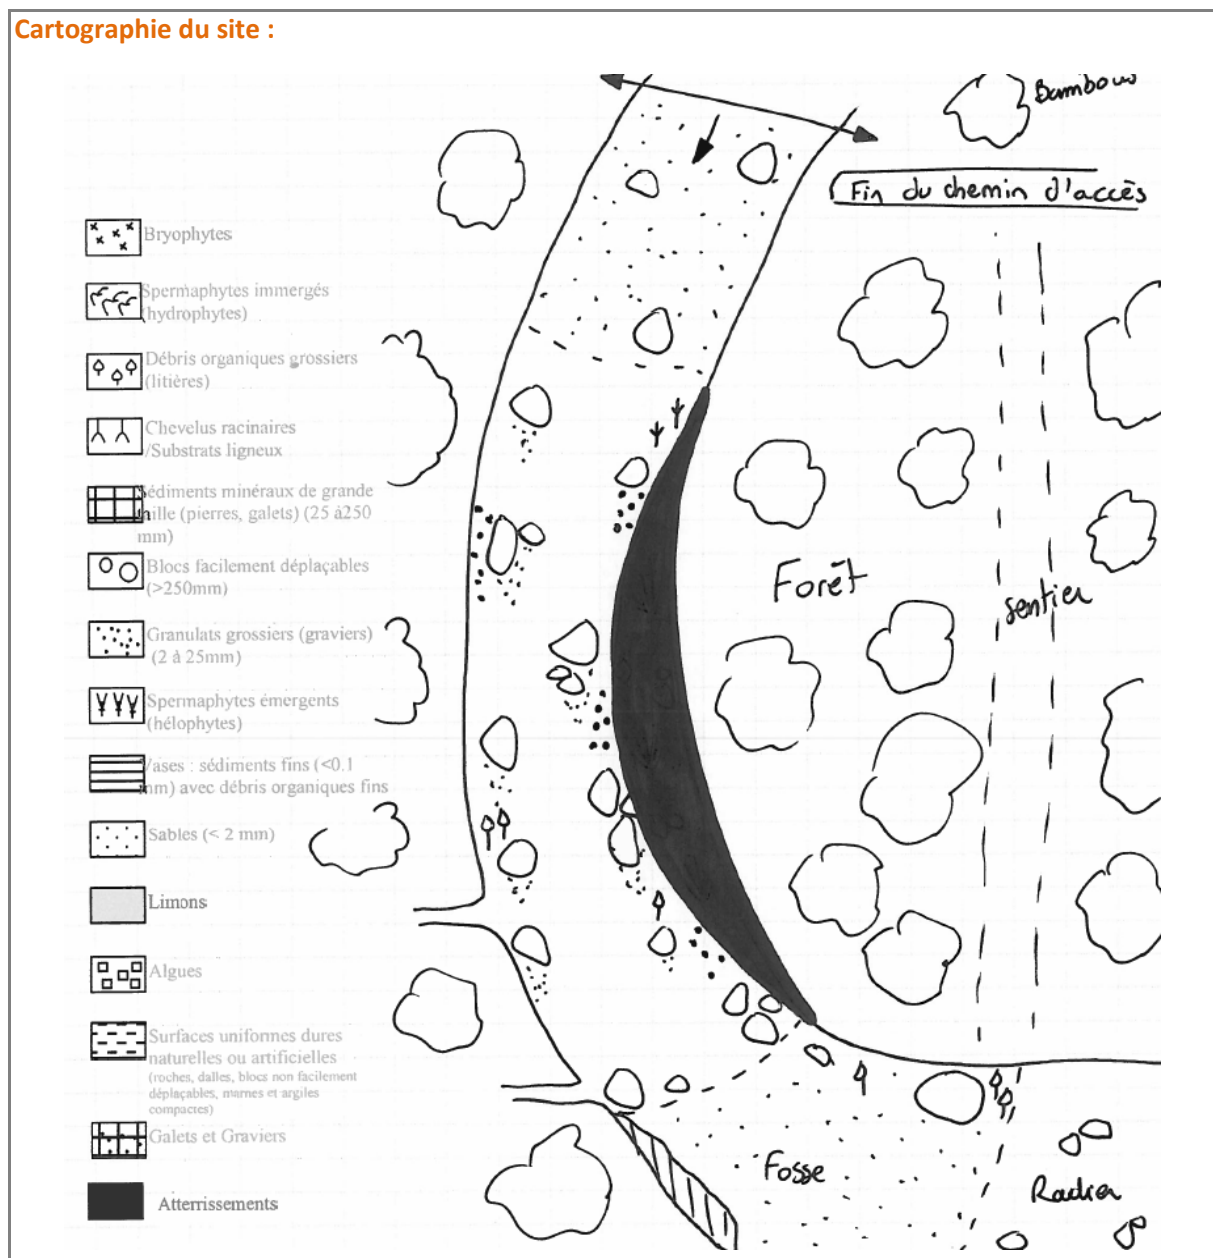 Cartographie du site :
Bambous
Fin du chemin d'accès
Bryophytes
Spermaphytes immergés
(hydrophytes)
Débris organiques grossiers
(litières)
Chevelus racinaires
/Substrats ligneux
Sédiments minéraux de grande
aille (pierres, galets) (25 à250
mm)
Blocs facilement déplaçables
(>250mm)
Forêt
sentier
Granulats grossiers (graviers)
(2 à 25mm)
Spermaphytes émergents
(hélophytes)
Vases : sédiments fins (<0.1
mm) avec débris organiques fins
Sables (< 2 mm)
Limons
Algues
Surfaces uniformes dures
naturelles ou artificielles
(roches, dalles, blocs non facilement
déplaçables, marnes et argiles
compactes)
Galets et Graviers
Fosse
Radier
Atterrissements